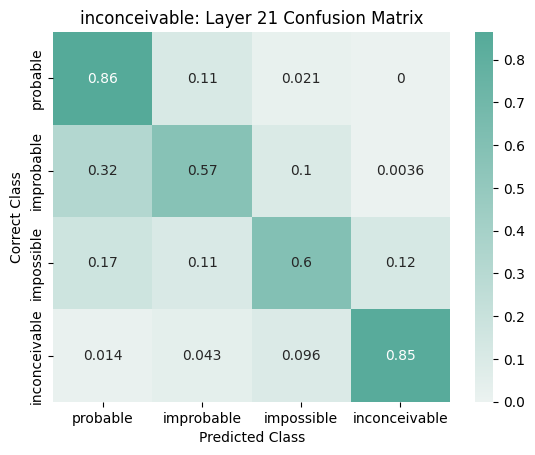 inconceivable: Layer 21 Confusion Matrix
Correct Class
probable
0.86 0.11 0.021 0
improbable
0.32 0.57 0.1 0.0036
impossible
0.17 0.11 0.6 0.12
inconceivable
0.014 0.043 0.096 0.85
probable improbable impossible inconceivable
Predicted Class
0.8
0.7
0.6
0.5
0.4
0.3
0.2
0.1
0.0